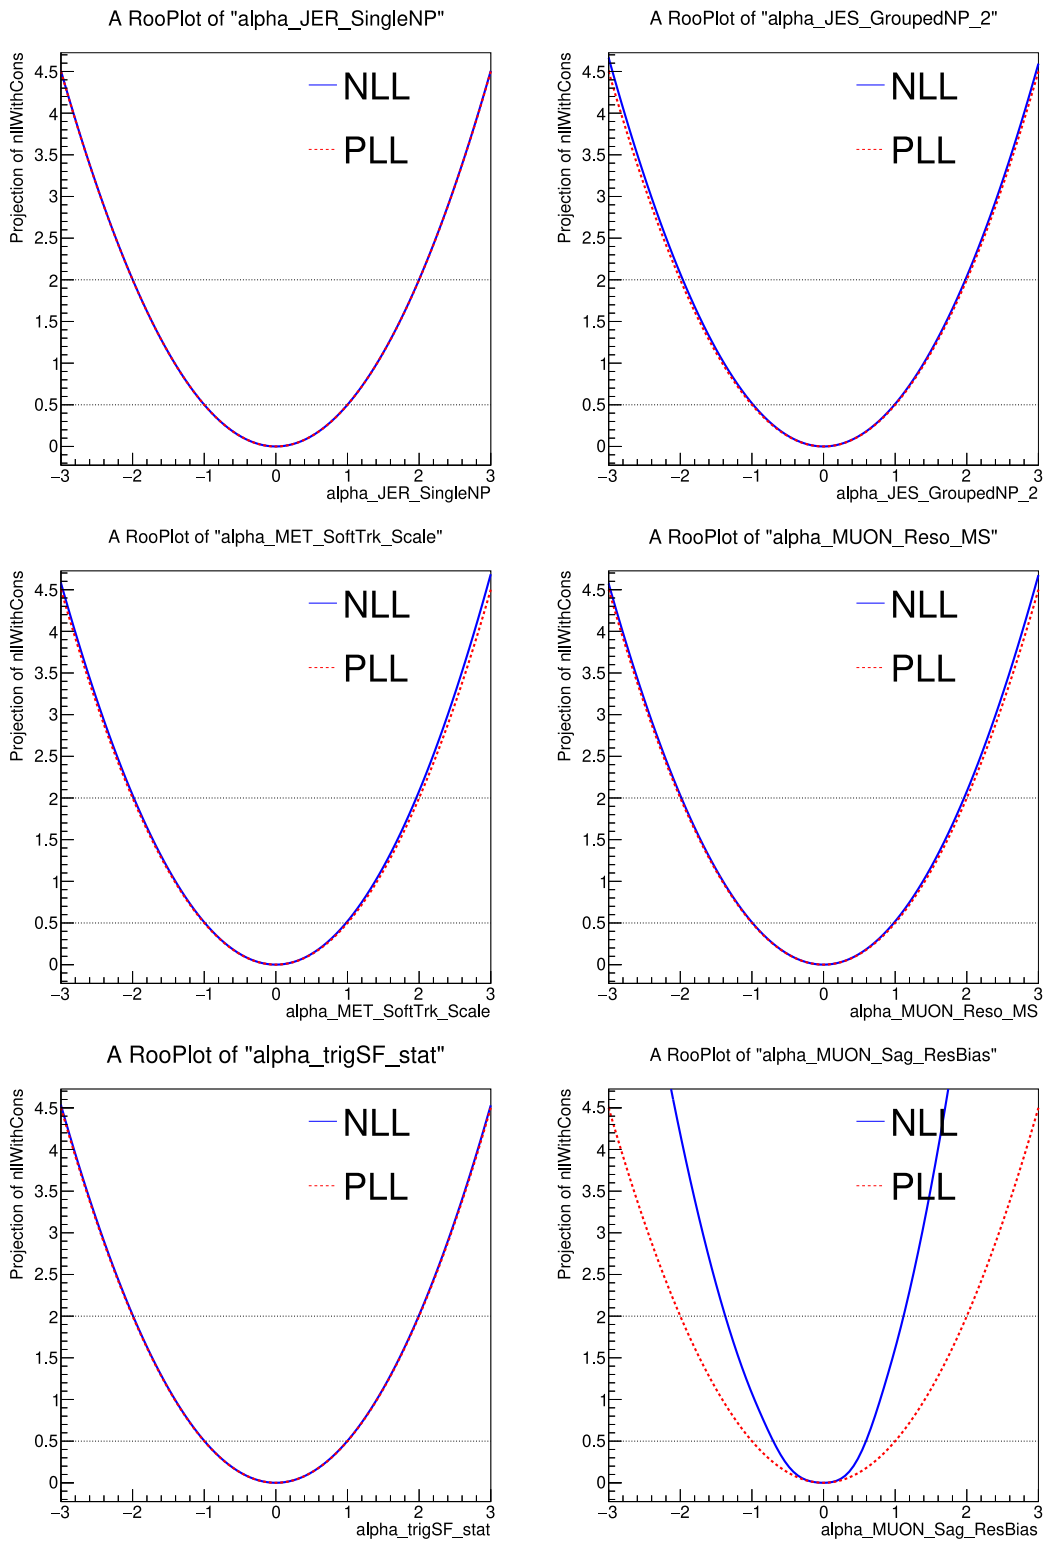 A RooPlot of "alpha_JER_SingleNP"
Projection of nllWithCons
4.5
4
3.5
3
2.5
2
1.5
1
0.5
0
NLL
PLL
−3 −2 −1 0 1 2 3
alpha_JER_SingleNP
A RooPlot of "alpha_JES_GroupedNP_2"
Projection of nllWithCons
4.5
4
3.5
3
2.5
2
1.5
1
0.5
0
NLL
PLL
−3 −2 −1 0 1 2 3
alpha_JES_GroupedNP_2
A RooPlot of "alpha_MET_SoftTrk_Scale"
Projection of nllWithCons
4.5
4
3.5
3
2.5
2
1.5
1
0.5
0
NLL
PLL
−3 −2 −1 0 1 2 3
alpha_MET_SoftTrk_Scale
A RooPlot of "alpha_MUON_Reso_MS"
Projection of nllWithCons
4.5
4
3.5
3
2.5
2
1.5
1
0.5
0
NLL
PLL
−3 −2 −1 0 1 2 3
alpha_MUON_Reso_MS
A RooPlot of "alpha_trigSF_stat"
Projection of nllWithCons
4.5
4
3.5
3
2.5
2
1.5
1
0.5
0
NLL
PLL
−3 −2 −1 0 1 2 3
alpha_trigSF_stat
A RooPlot of "alpha_MUON_Sag_ResBias"
Projection of nllWithCons
4.5
4
3.5
3
2.5
2
1.5
1
0.5
0
NLL
PLL
−3 −2 −1 0 1 2 3
alpha_MUON_Sag_ResBias